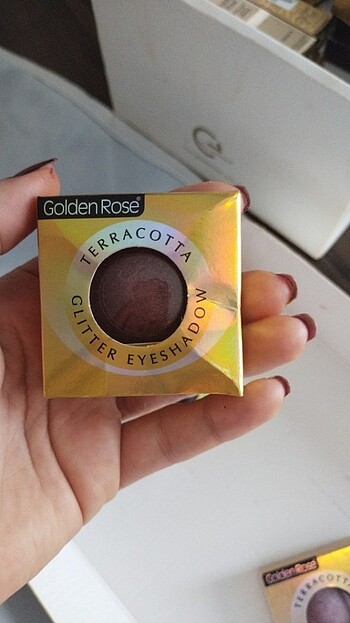 Golden Rose®
TERRACOTTA
GLITTER EYESHADOW
Golden Rose
TERRACOTTA